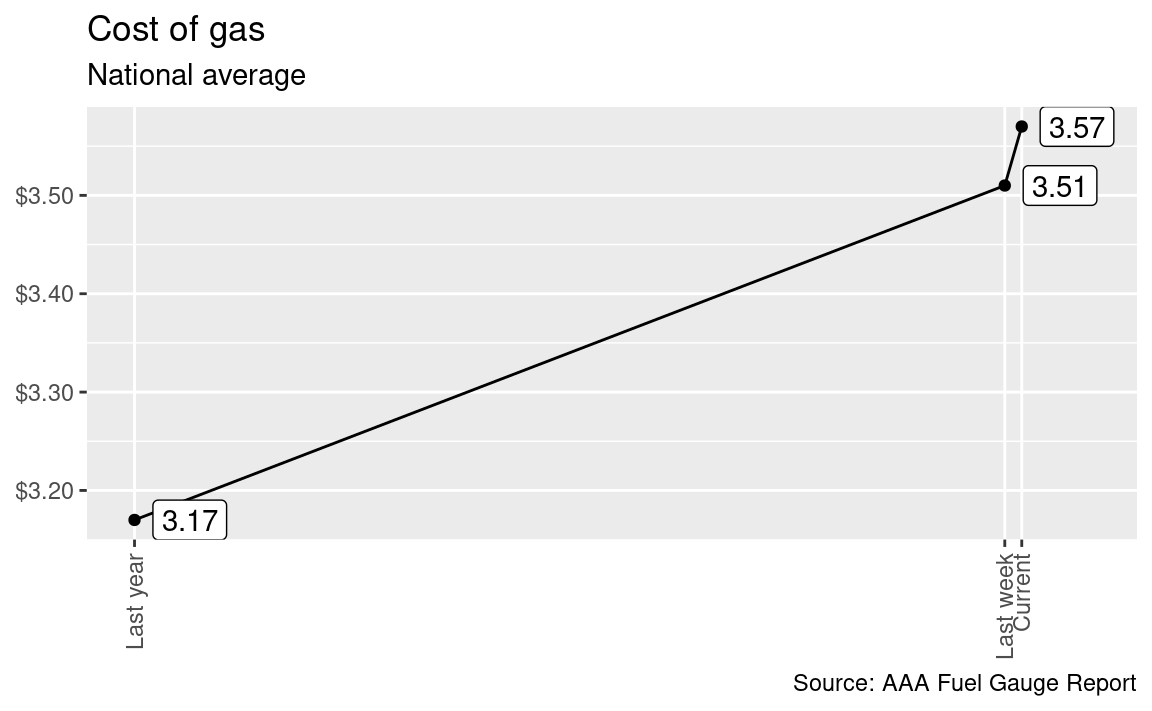 Cost of gas
National average
3.57
3.51
3.17
$3.50
$3.40
$3.30
$3.20
Last year
Last week
Current
Source: AAA Fuel Gauge Report